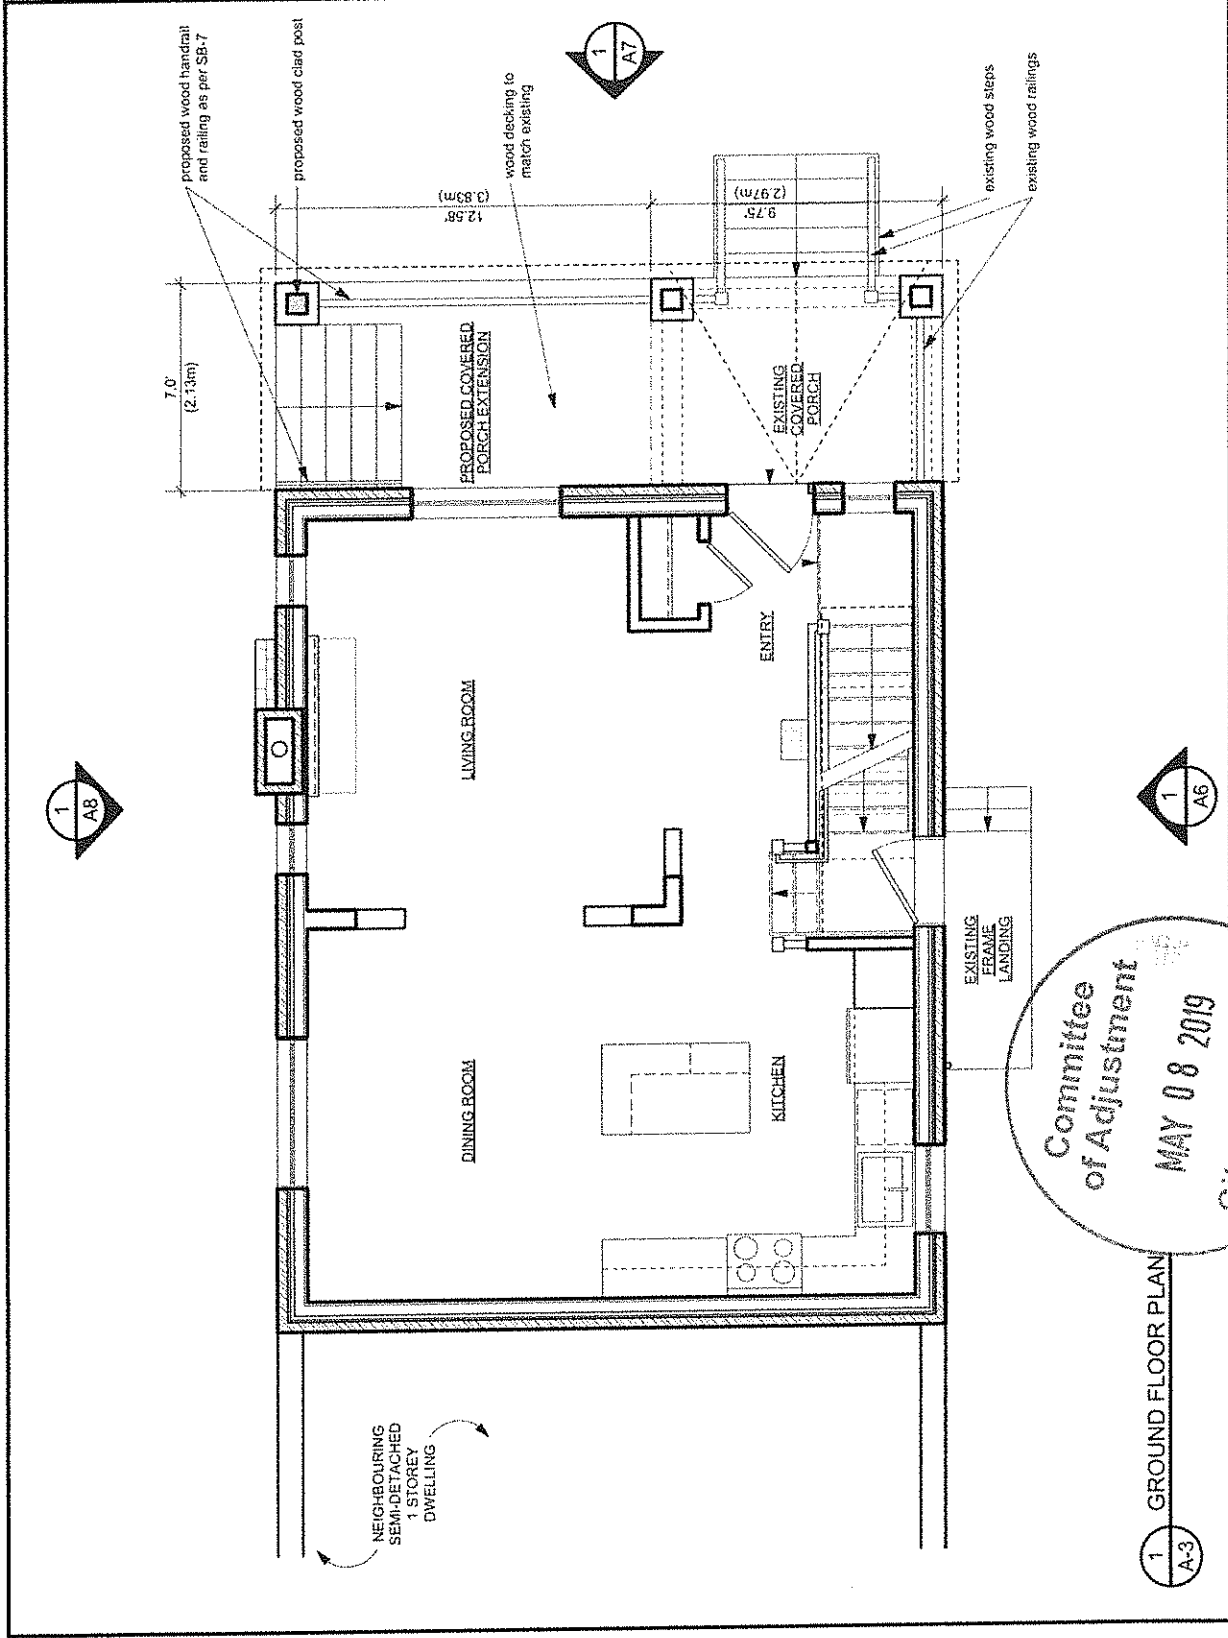 proposed wood handrail
and railing as per SB-7
proposed wood clad post
wood decking to
match existing
existing wood steps
existing wood railings
1
A7
7.0'
(2.13m)
12.58'
(3.83m)
9.75'
(2.97m)
PROPOSED COVERED
PORCH EXTENSION
EXISTING
COVERED
PORCH
1
A8
LIVING ROOM
ENTRY
DINING ROOM
KITCHEN
EXISTING
FRAME
LANDING
1
A6
NEIGHBOURING
SEMI-DETACHED
1 STOREY
DWELLING
Committee
of Adjustment
MAY 08 2019
1
A-3
GROUND FLOOR PLAN